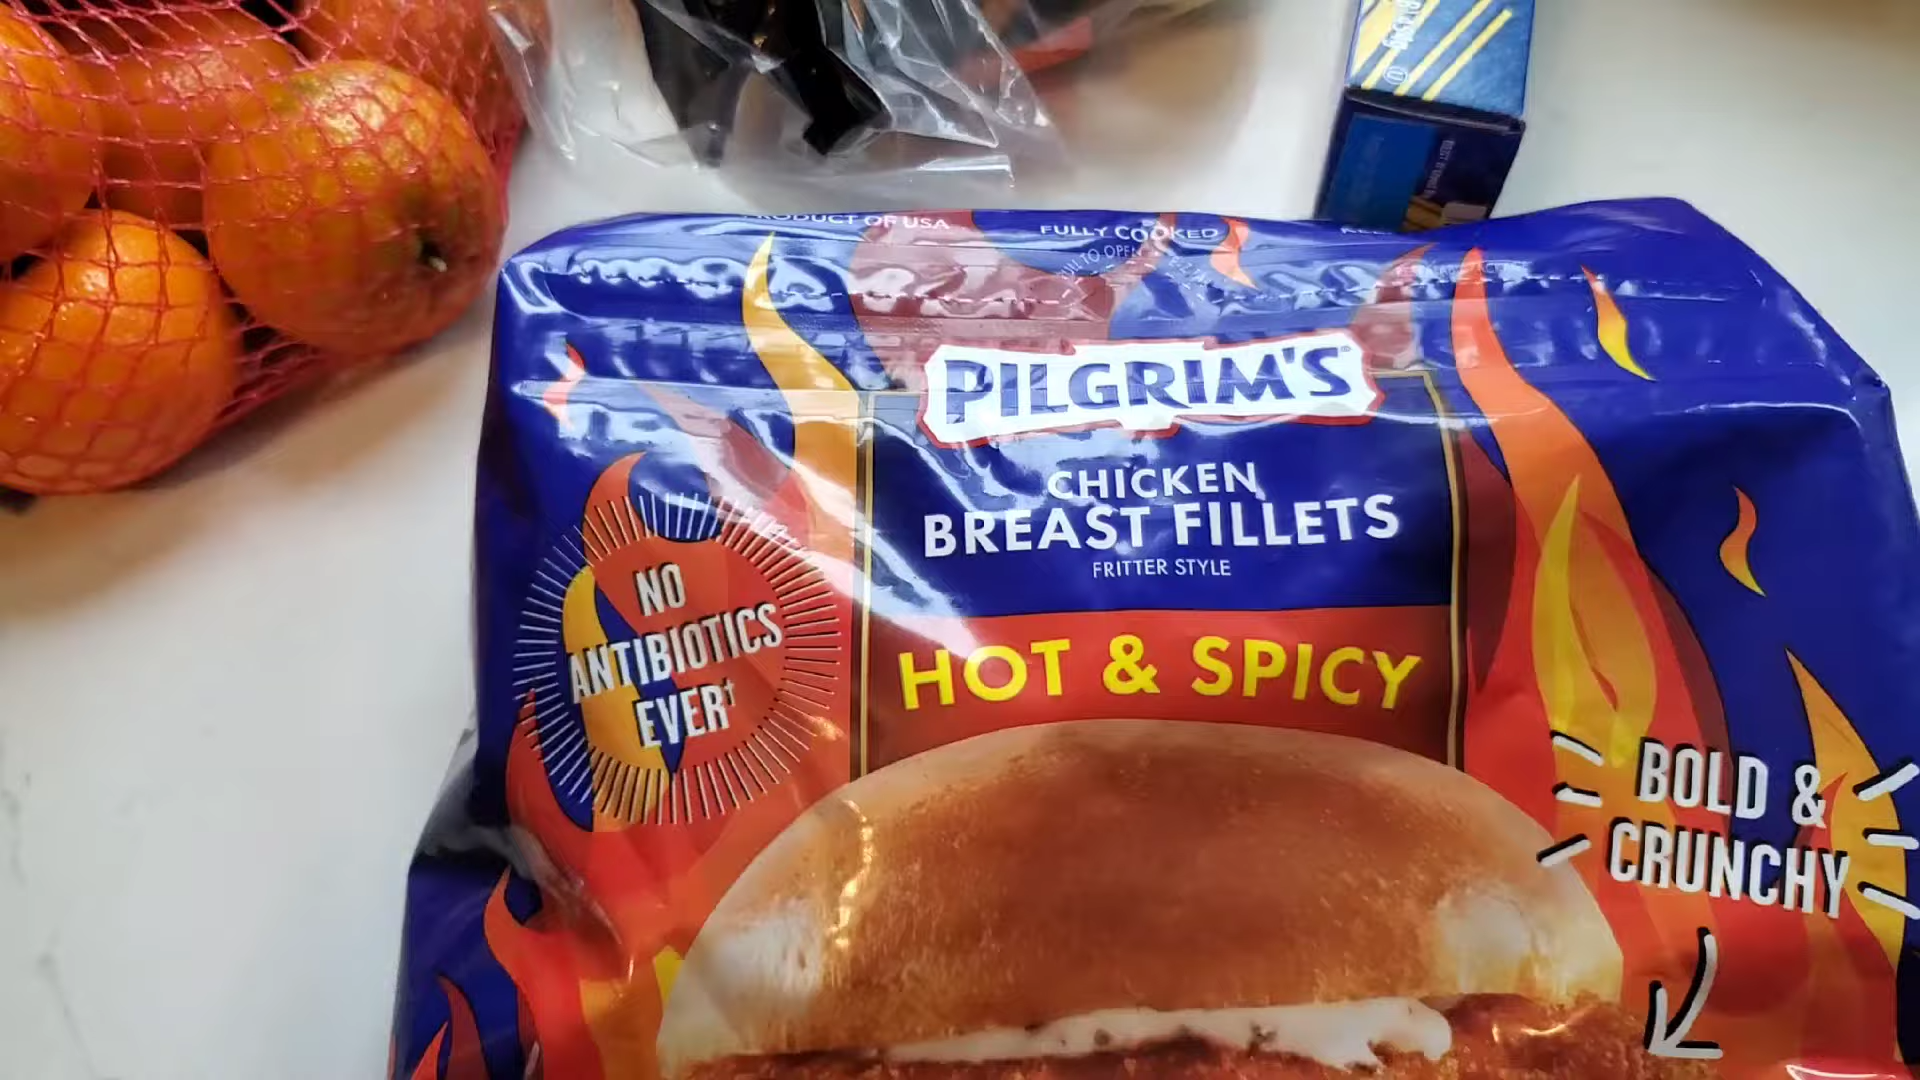 PRODUCT OF USA
FULLY COOKED
PILGRIM'S
CHICKEN
BREAST FILLETS
FRITTER STYLE
HOT & SPICY
NO
ANTIBIOTICS
EVER†
BOLD &
CRUNCHY